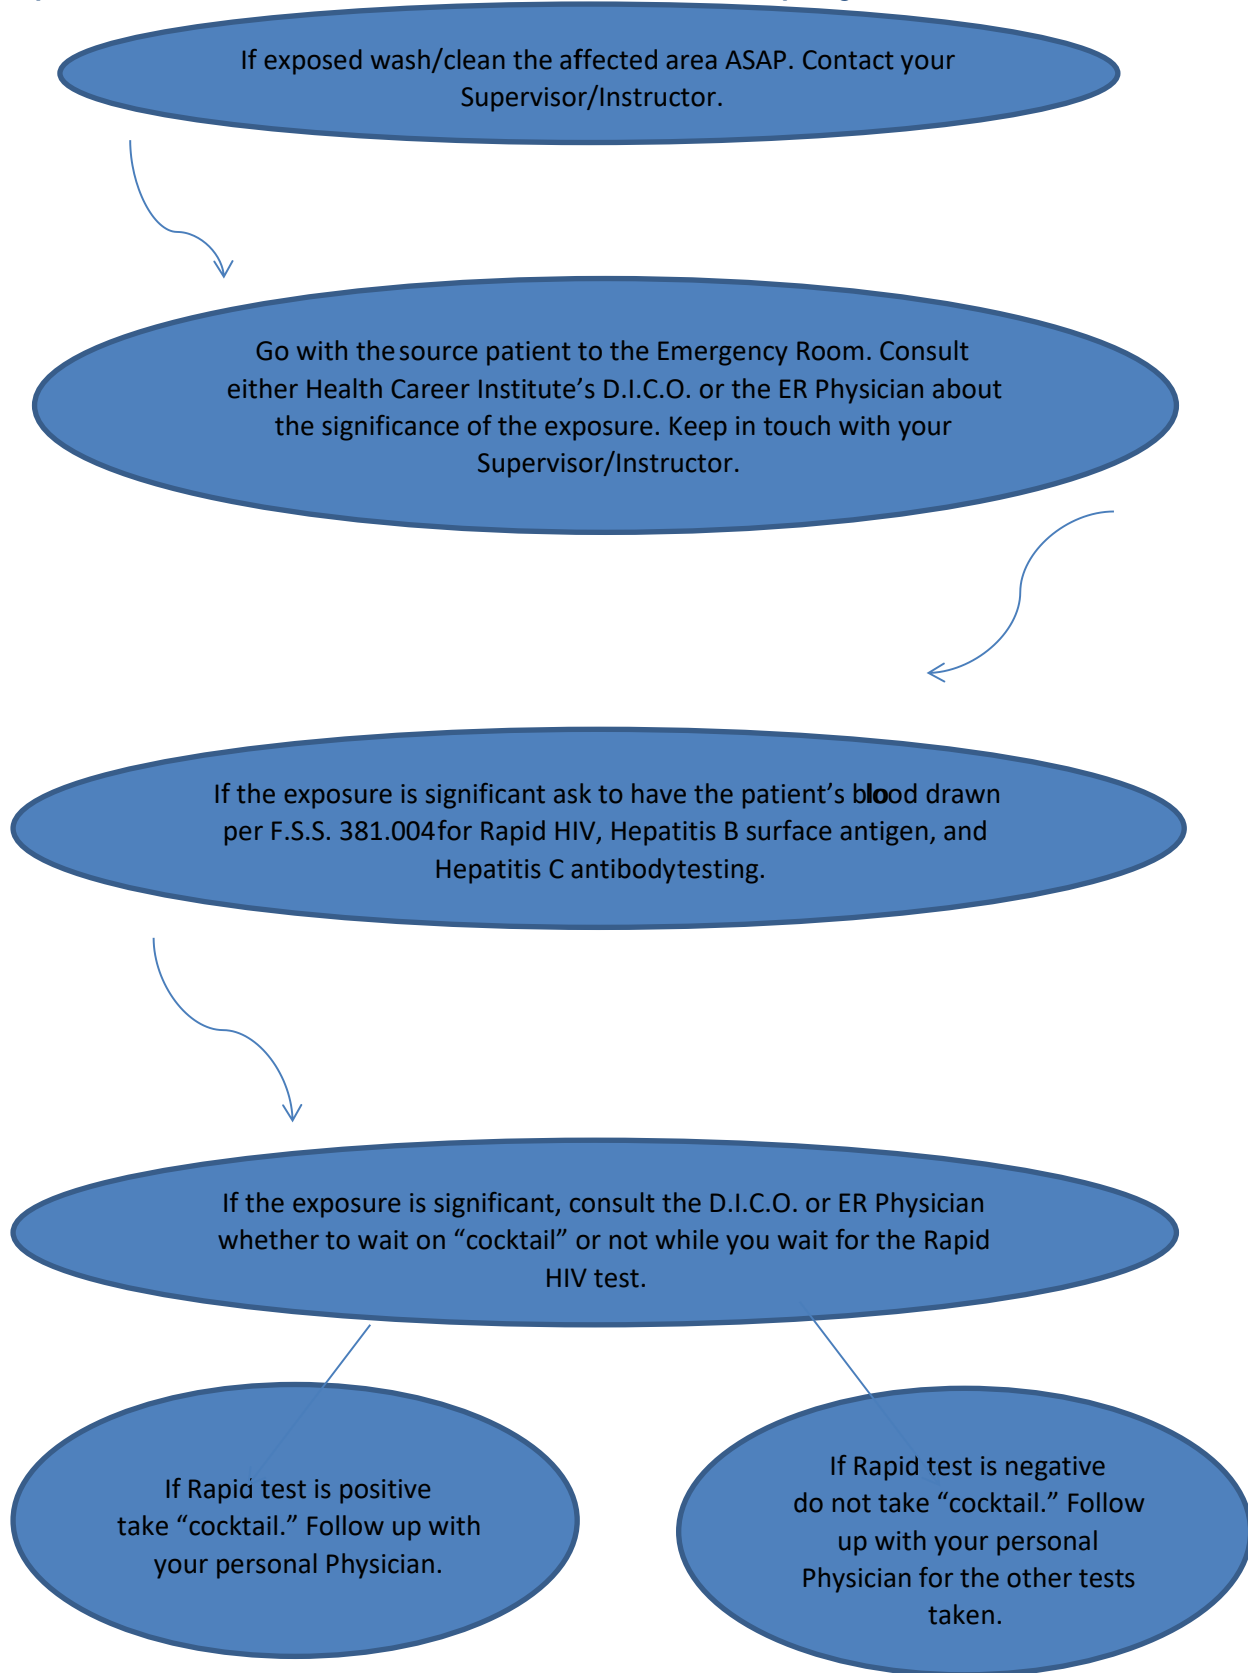 If exposed wash/clean the affected area ASAP. Contact your
Supervisor/Instructor.
Go with the source patient to the Emergency Room. Consult
either Health Career Institute’s D.I.C.O. or the ER Physician about
the significance of the exposure. Keep in touch with your
Supervisor/Instructor.
If the exposure is significant ask to have the patient’s blood drawn
per F.S.S. 381.004 for Rapid HIV, Hepatitis B surface antigen, and
Hepatitis C antibodytesting.
If the exposure is significant, consult the D.I.C.O. or ER Physician
whether to wait on “cocktail” or not while you wait for the Rapid
HIV test.
If Rapid test is positive
take “cocktail.” Follow up with
your personal Physician.
If Rapid test is negative
do not take “cocktail.” Follow
up with your personal
Physician for the other tests
taken.